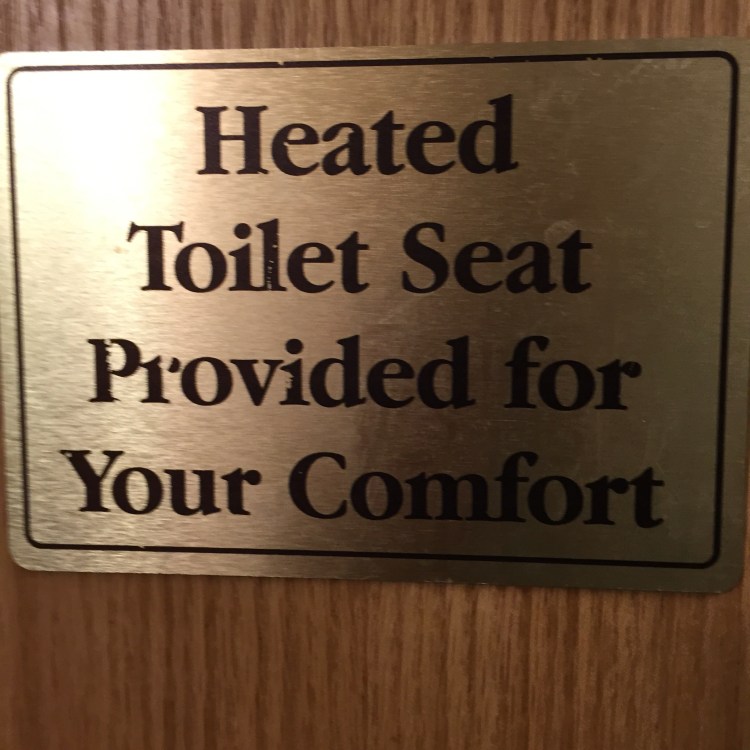 Heated
Toilet Seat
Provided for
Your Comfort